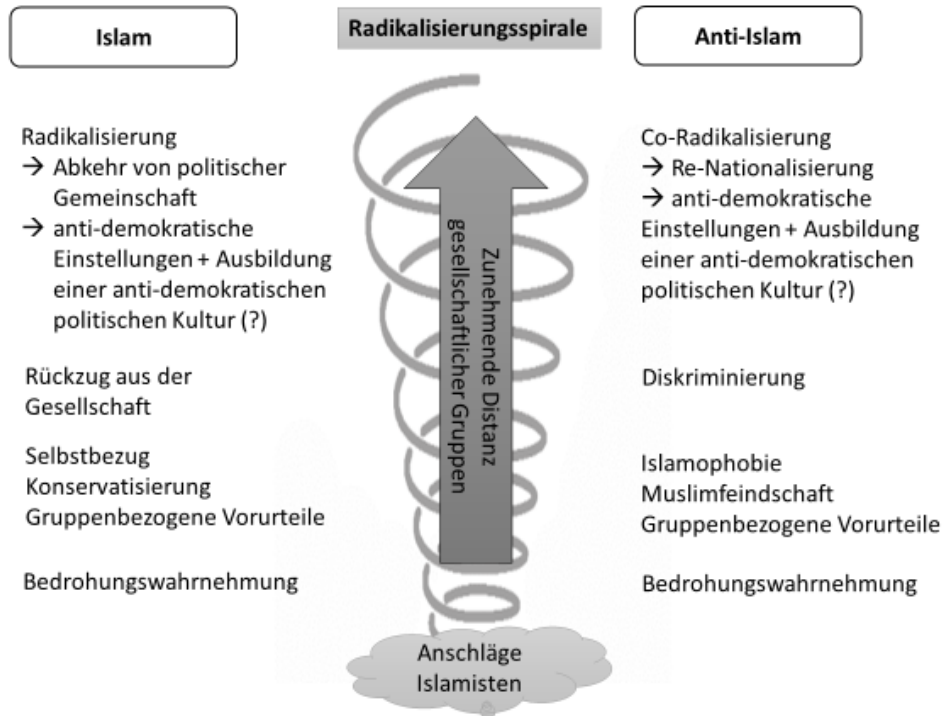 Islam
Radikalisierungsspirale
Anti-Islam
Radikalisierung
→ Abkehr von politischer
Gemeinschaft
→ anti-demokratische
Einstellungen + Ausbildung
einer anti-demokratischen
politischen Kultur (?)
Rückzug aus der
Gesellschaft
Selbstbezug
Konservatisierung
Gruppenbezogene Vorurteile
Bedrohungswahrnehmung
Zunehmende Distanz
gesellschaftlicher Gruppen
Anschläge
Islamisten
Co-Radikalisierung
→ Re-Nationalisierung
→ anti-demokratische
Einstellungen + Ausbildung
einer anti-demokratischen
politischen Kultur (?)
Diskriminierung
Islamophobie
Muslimfeindschaft
Gruppenbezogene Vorurteile
Bedrohungswahrnehmung